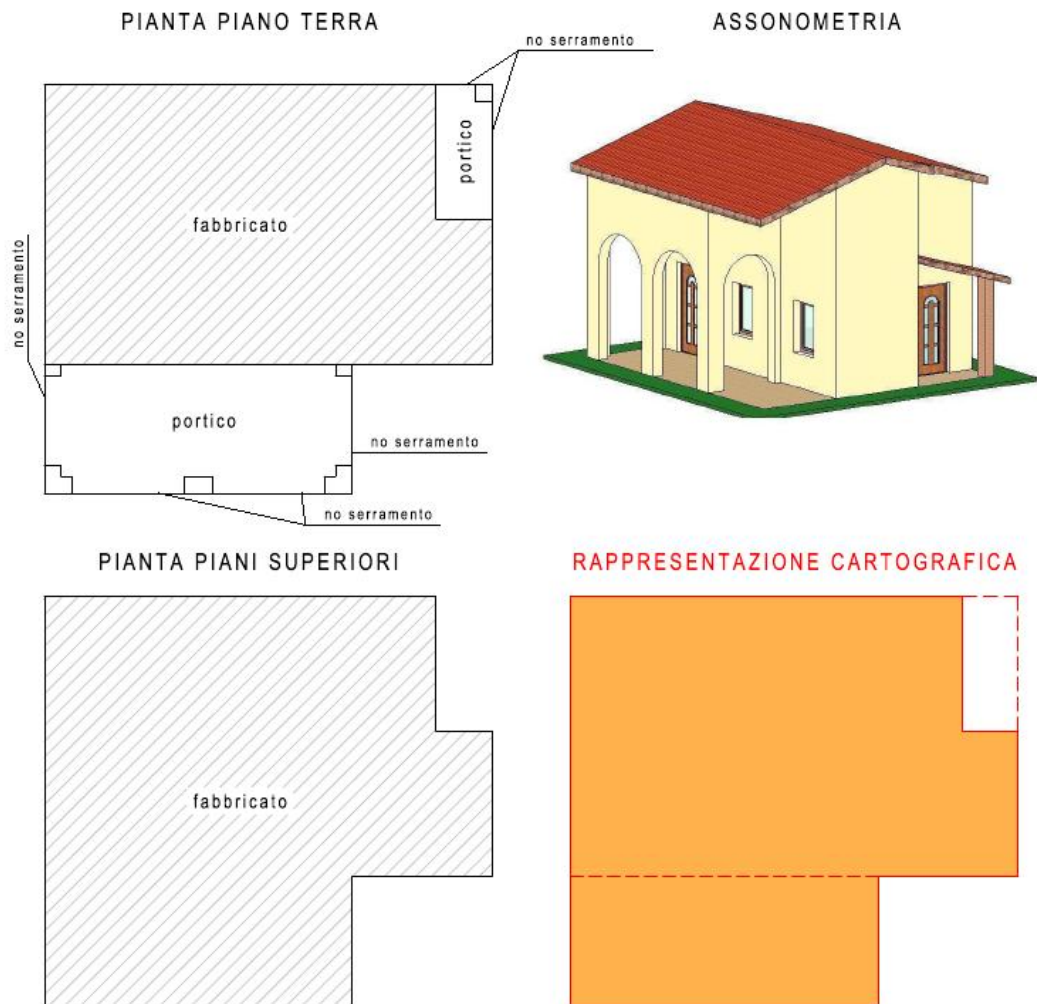 PIANTA PIANO TERRA
ASSONOMETRIA
no serramento
portico
fabbricato
no serramento
portico
no serramento
no serramento
PIANTA PIANI SUPERIORI
RAPPRESENTAZIONE CARTOGRAFICA
fabbricato